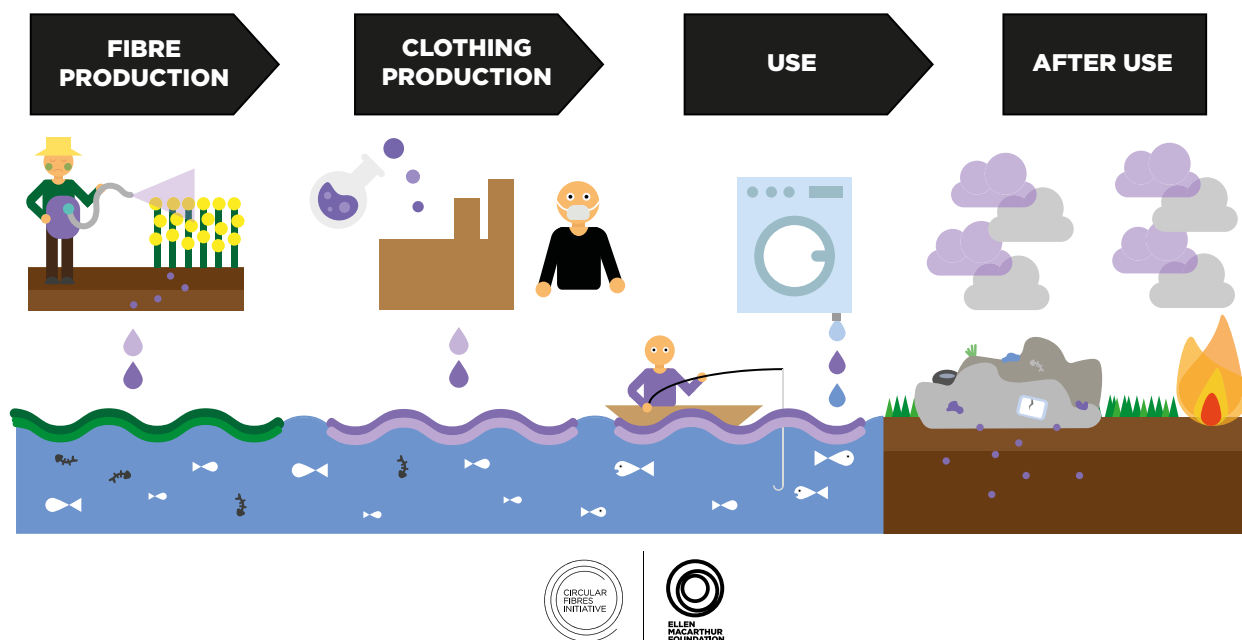 FIBRE
PRODUCTION
CLOTHING
PRODUCTION
USE
AFTER USE
CIRCULAR
FIBRES
INITIATIVE
ELLEN
MACARTHUR
FOUNDATION